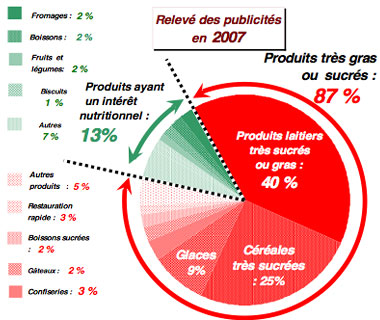 Relevé des publicités
en 2007
Fromages : 2 %
Boissons : 2%
Fruits et
légumes: 2%
Biscuits
1 %
Autres
7 %
Produits ayant
un intérêt
nutritionnel :
13%
Produits très gras
ou sucrés :
87 %
Produits laitiers
très sucrés
ou gras :
40 %
Céréales
très sucrées
: 25%
Glaces
9%
Autres
produits : 5 %
Restauration
rapide : 3 %
Boissons sucrées
: 2 %
Gâteaux : 2 %
Confiseries : 3 %